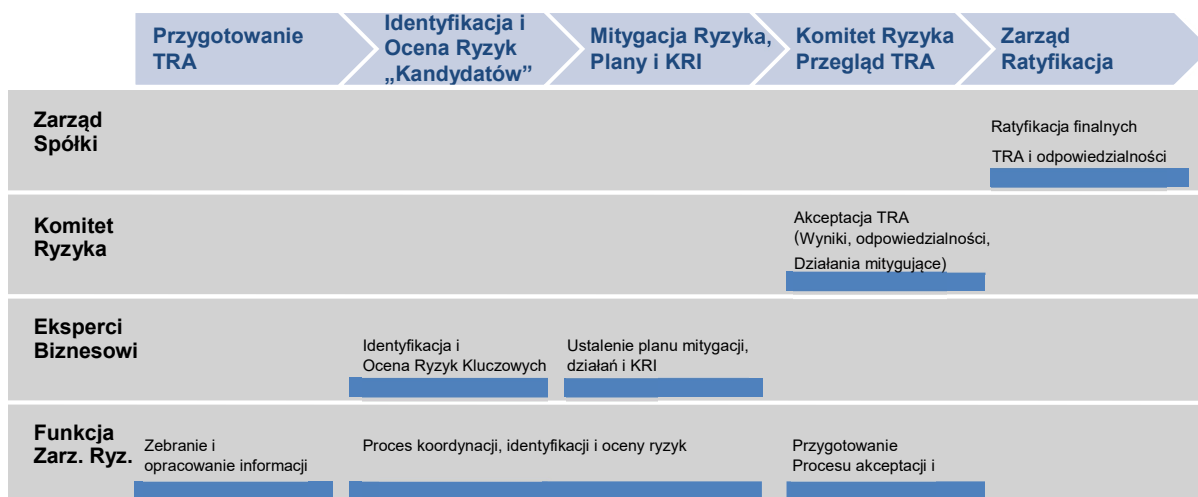 Przygotowanie
TRA
Identyfikacja i
Ocena Ryzyk
„Kandydatów”
Mitygacja Ryzyka,
Plany i KRI
Komitet Ryzyka
Przegląd TRA
Zarząd
Ratyfikacja
Zarząd
Spółki
Ratyfikacja finalnych
TRA i odpowiedzialności
Komitet
Ryzyka
Akceptacja TRA
(Wyniki, odpowiedzialności,
Działania mitygujące)
Eksperci
Biznesowi
Identyfikacja i
Ocena Ryzyk Kluczowych
Ustalenie planu mitygacji,
działań i KRI
Funkcja
Zarz. Ryz.
Zebranie i
opracowanie informacji
Proces koordynacji, identyfikacji i oceny ryzyk
Przygotowanie
Procesu akceptacji i